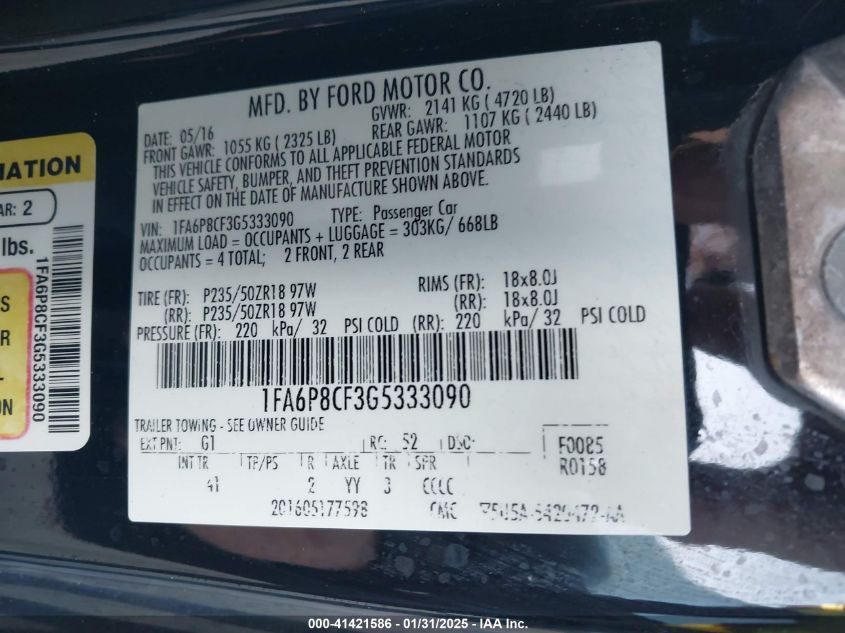 MATION
AR: 2
lbs.
1FA6P8CF3G5333090
S
R
L
ON
MFD. BY FORD MOTOR CO.
DATE: 05/16
GVWR: 2141 KG ( 4720 LB)
FRONT GAWR: 1055 KG ( 2325 LB)
REAR GAWR: 1107 KG ( 2440 LB)
THIS VEHICLE CONFORMS TO ALL APPLICABLE FEDERAL MOTOR
VEHICLE SAFETY, BUMPER, AND THEFT PREVENTION STANDARDS
IN EFFECT ON THE DATE OF MANUFACTURE SHOWN ABOVE.
VIN: 1FA6P8CF3G5333090 TYPE: Passenger Car
MAXIMUM LOAD = OCCUPANTS + LUGGAGE = 303KG/ 668LB
OCCUPANTS = 4 TOTAL; 2 FRONT, 2 REAR
TIRE (FR): P235/50ZR18 97W RIMS (FR): 18x8.0J
(RR): P235/50ZR18 97W (RR): 18x8.0J
PRESSURE (FR): 220 kPa/ 32 PSI COLD (RR): 220 kPa/ 32 PSI COLD
1FA6P8CF3G5333090
TRAILER TOWING - SEE OWNER GUIDE
EXT PNT: G1 RC: 52 DSO: F0085
INT TR TP/PS R AXLE TR SPR R0158
41 2 YY 3 CCLC
201605177598
000-41421586 - 01/31/2025 - IAA Inc.